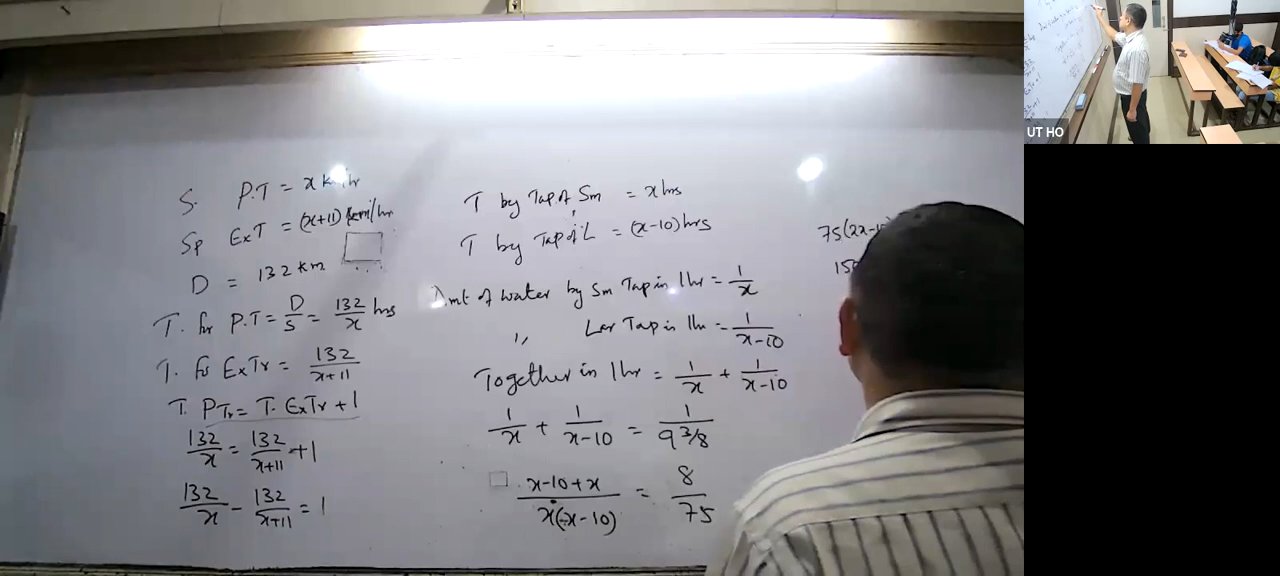 S. P.T = x km/hr
Sp ExT = (x+11) km/hr
D = 132 km
T. for P.T = D/S = 132/x hrs
T. for ExTr = 132/x+11
T. PTr = T. ExTr + 1
132/x = 132/x+11 + 1
132/x - 132/x+11 = 1
T by Tap of Sm = x hrs
T by Tap of L = (x-10) hrs
Amt of water by Sm Tap in 1hr = 1/x
,, Lar Tap in 1hr = 1/x-10
Together in 1hr = 1/x + 1/x-10
1/x + 1/x-10 = 1/9 3/8
x-10+x/x(x-10) = 8/75
75(2x-1
15
UT HO